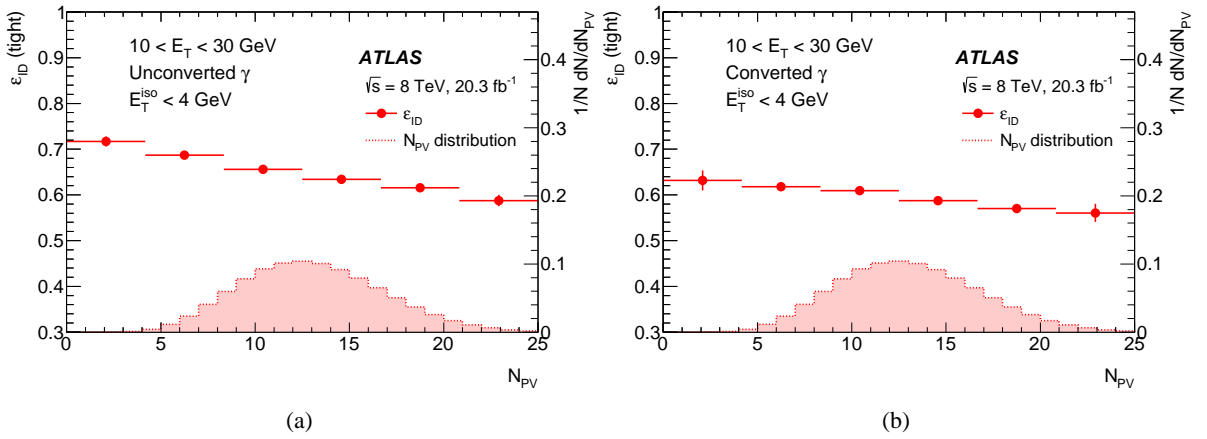 ε_ID (tight)
1
0.9
0.8
0.7
0.6
0.5
0.4
0.3
10 < E_T < 30 GeV
Unconverted γ
E_T^iso < 4 GeV
ATLAS
√s = 8 TeV, 20.3 fb⁻¹
ε_ID
N_PV distribution
1/N dN/dN_PV
0.4
0.3
0.2
0.1
0
0 5 10 15 20 25
N_PV
(a)
ε_ID (tight)
1
0.9
0.8
0.7
0.6
0.5
0.4
0.3
10 < E_T < 30 GeV
Converted γ
E_T^iso < 4 GeV
ATLAS
√s = 8 TeV, 20.3 fb⁻¹
ε_ID
N_PV distribution
1/N dN/dN_PV
0.4
0.3
0.2
0.1
0
0 5 10 15 20 25
N_PV
(b)